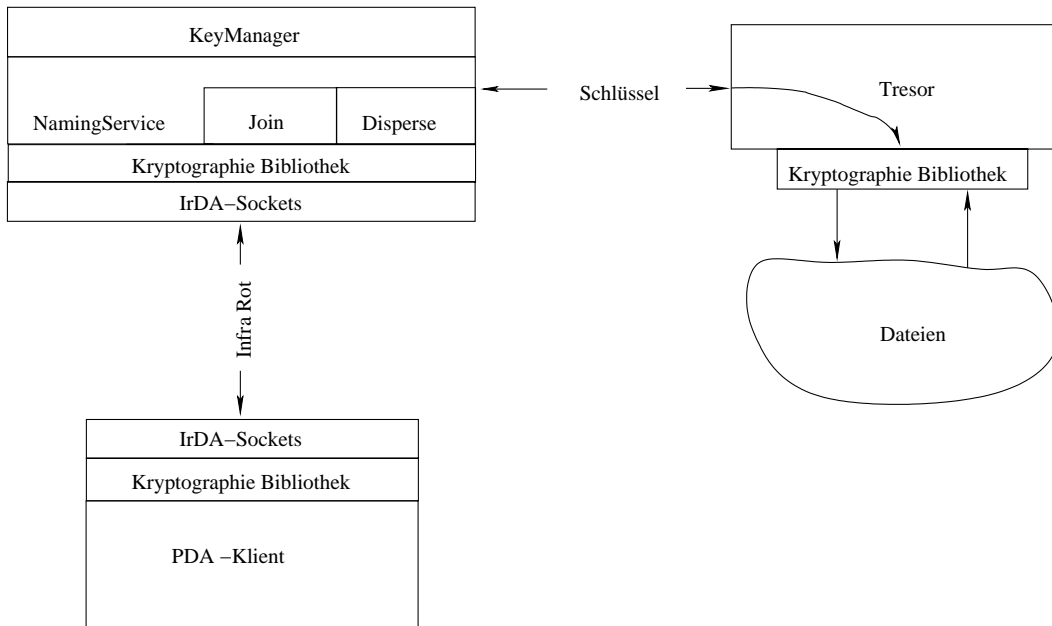 KeyManager
NamingService
Join
Disperse
Kryptographie Bibliothek
IrDA−Sockets
Schlüssel
Tresor
Kryptographie Bibliothek
Dateien
Infra Rot
IrDA−Sockets
Kryptographie Bibliothek
PDA −Klient